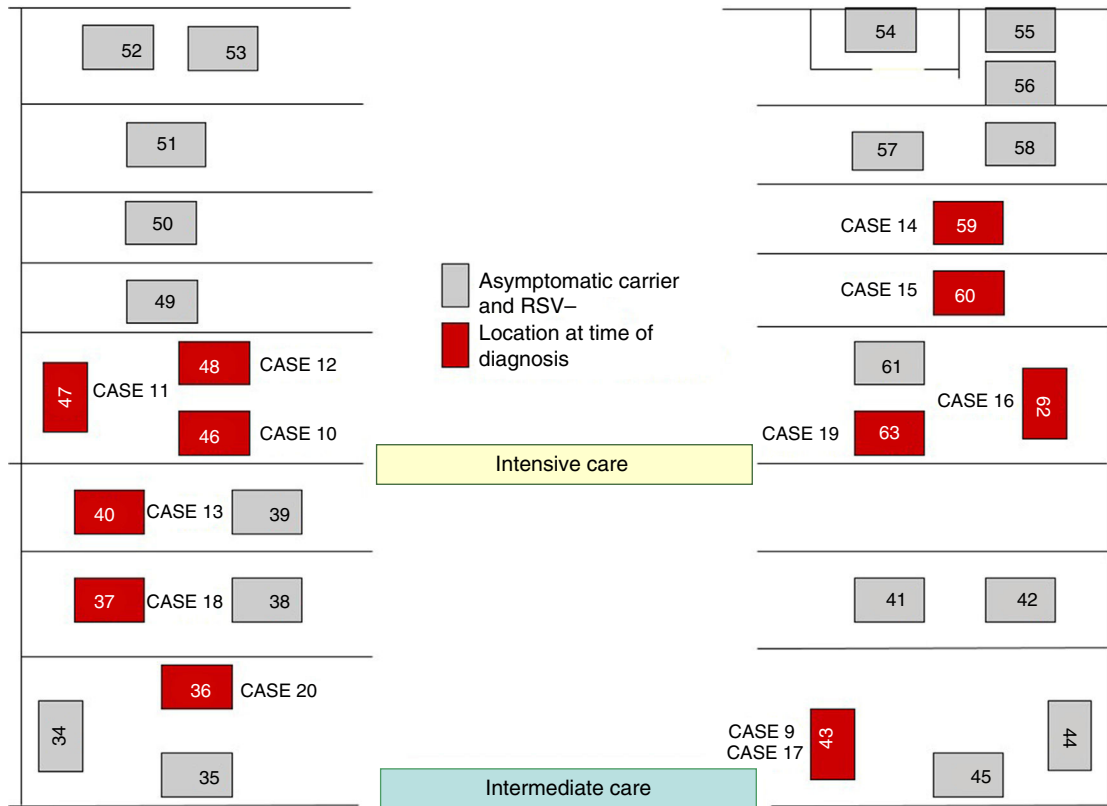 52 53
51
50
49
48 CASE 12
47 CASE 11
46 CASE 10
40 CASE 13 39
37 CASE 18 38
36 CASE 20
34
35
Asymptomatic carrier
and RSV–
Location at time of
diagnosis
Intensive care
Intermediate care
54 55
56
57 58
CASE 14 59
CASE 15 60
61
CASE 16 62
CASE 19 63
41 42
CASE 9
CASE 17
43
44
45